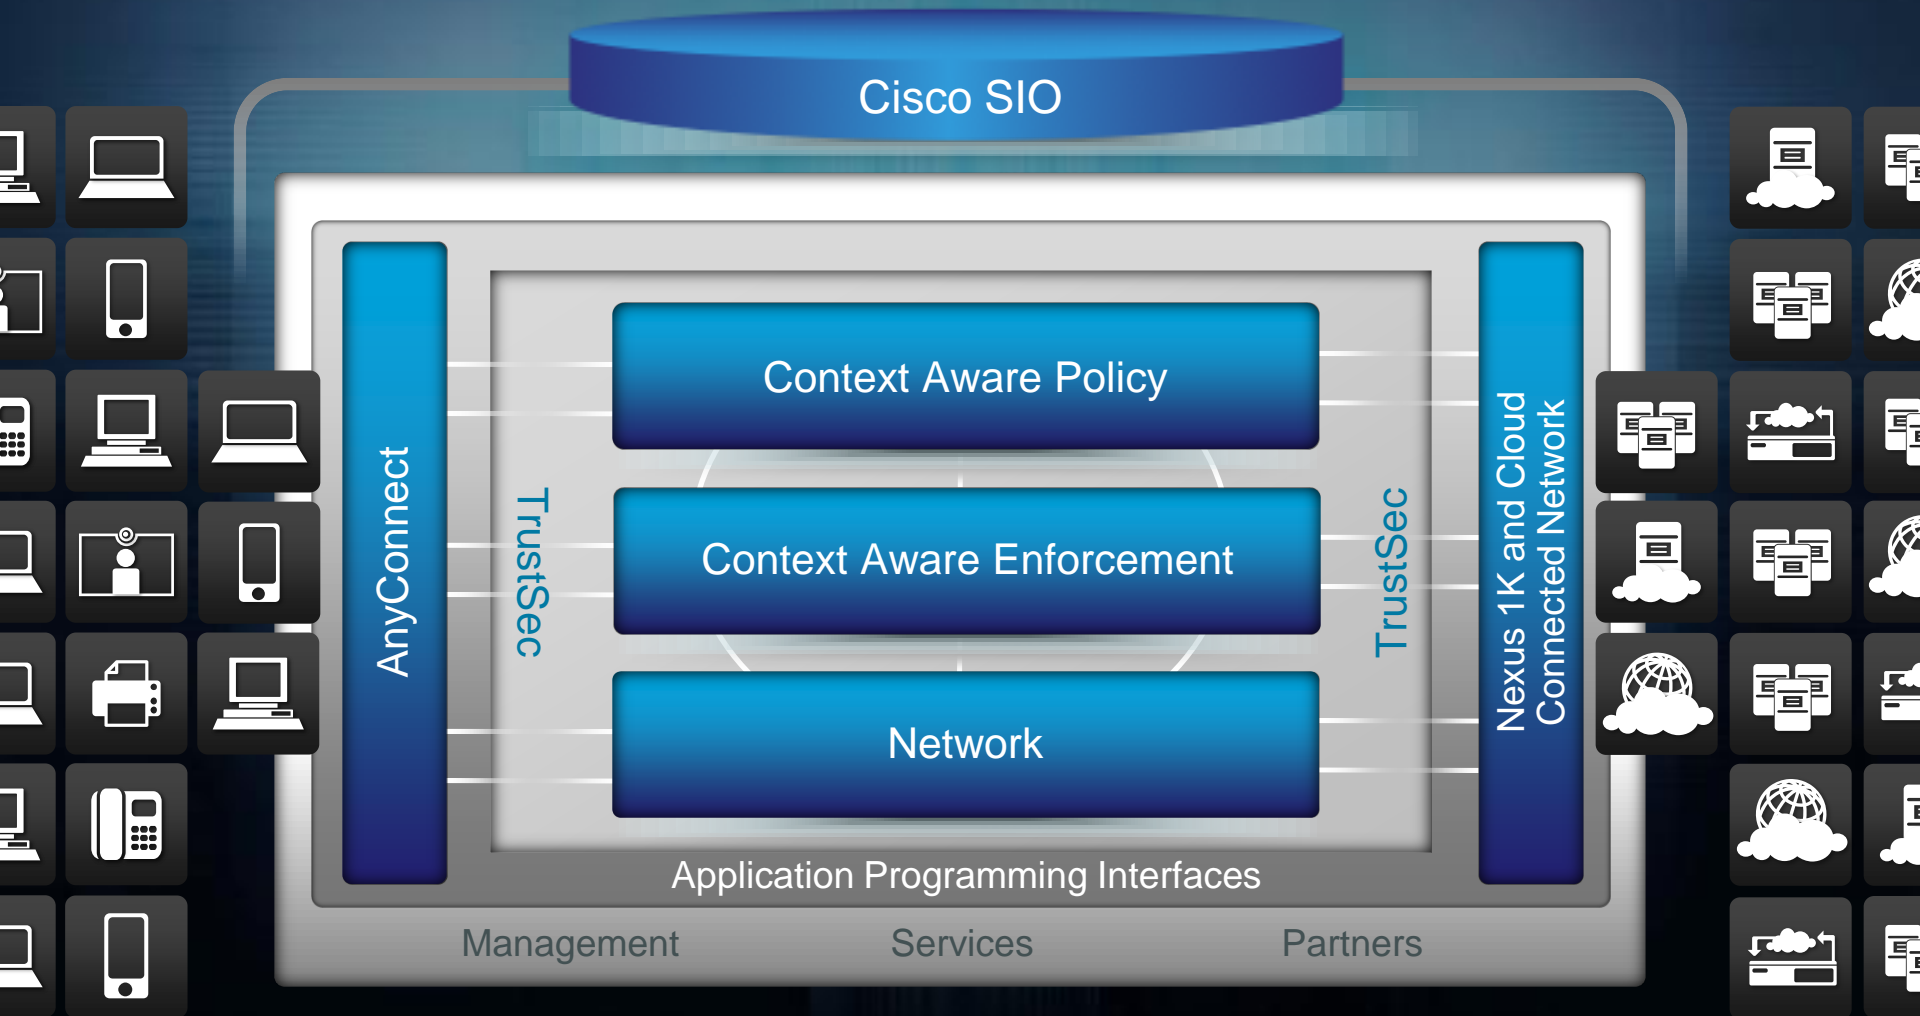 Cisco SIO
AnyConnect
TrustSec
Context Aware Policy
Context Aware Enforcement
Network
TrustSec
Nexus 1K and Cloud
Connected Network
Application Programming Interfaces
Management
Services
Partners